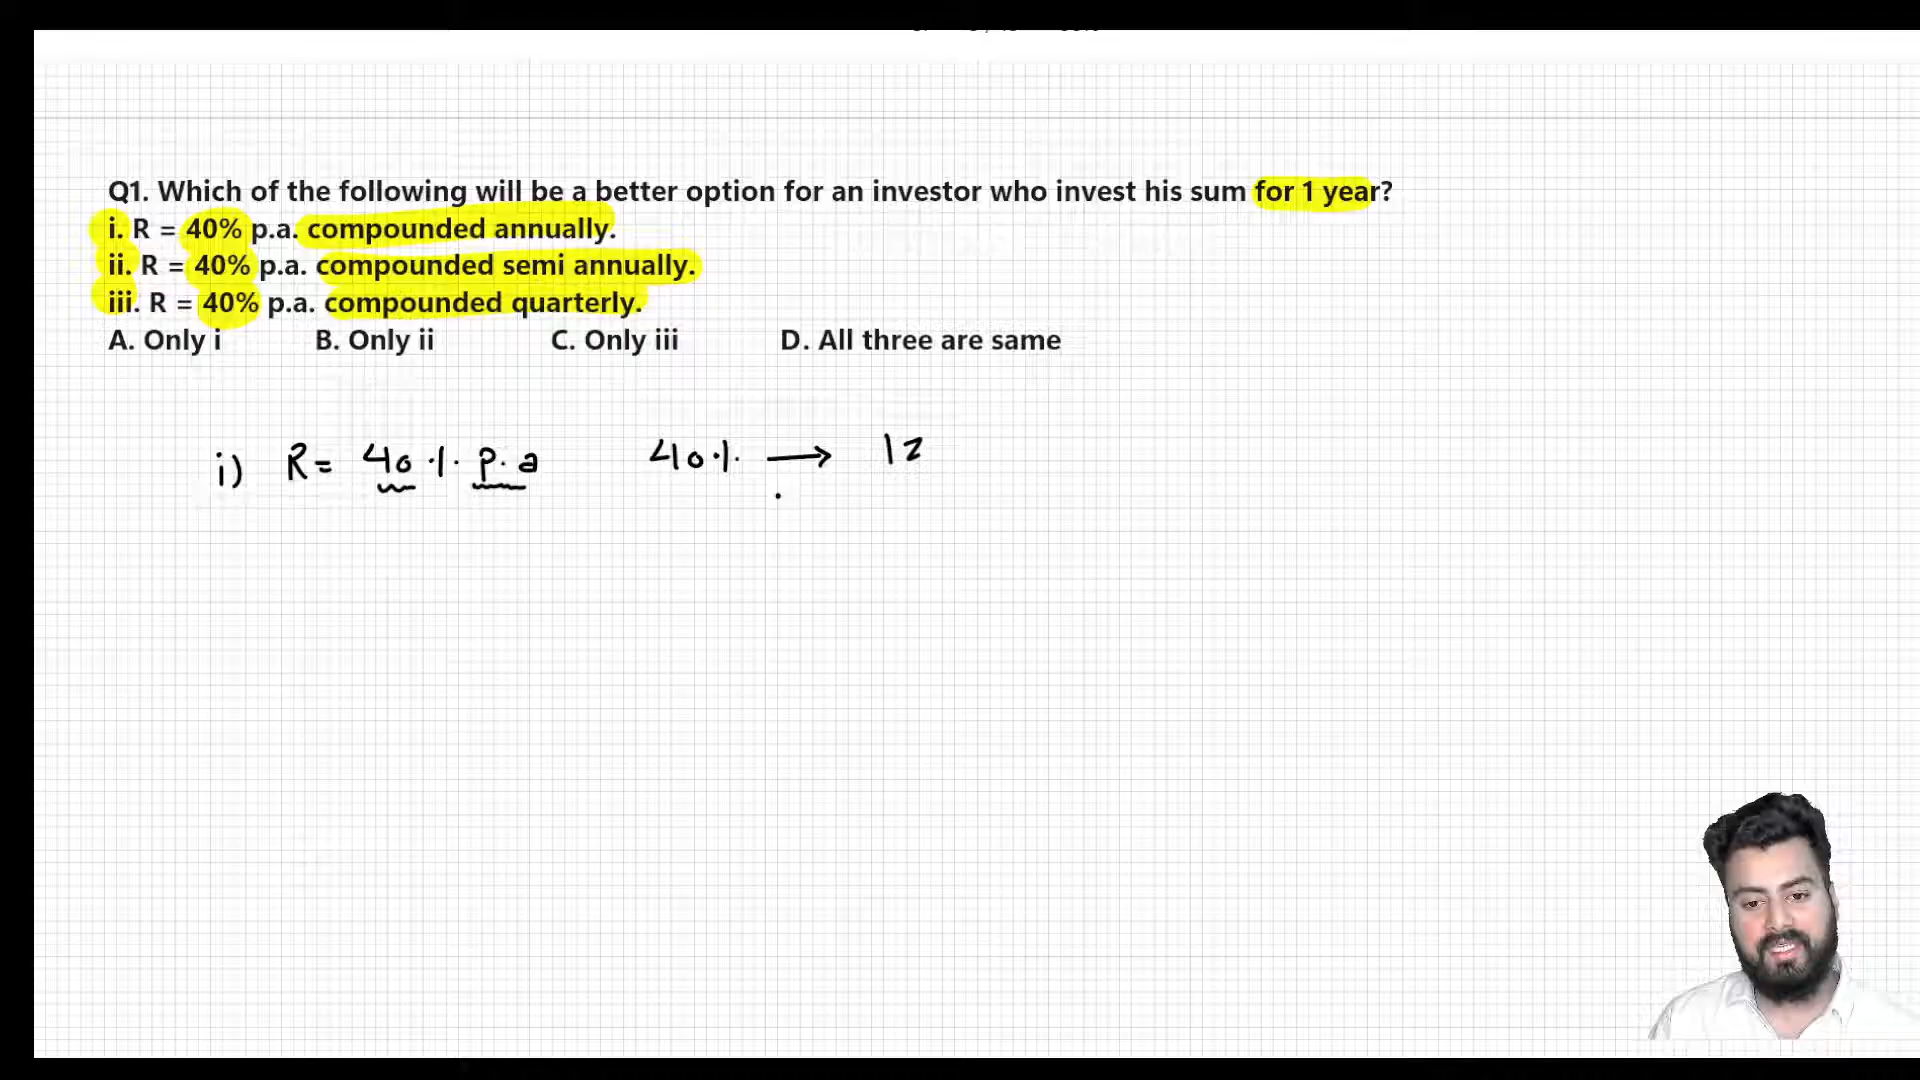 Q1. Which of the following will be a better option for an investor who invest his sum for 1 year?
i. R = 40% p.a. compounded annually.
ii. R = 40% p.a. compounded semi annually.
iii. R = 40% p.a. compounded quarterly.
A. Only i B. Only ii C. Only iii D. All three are same
i) R = 40 % p.a 40% → 12